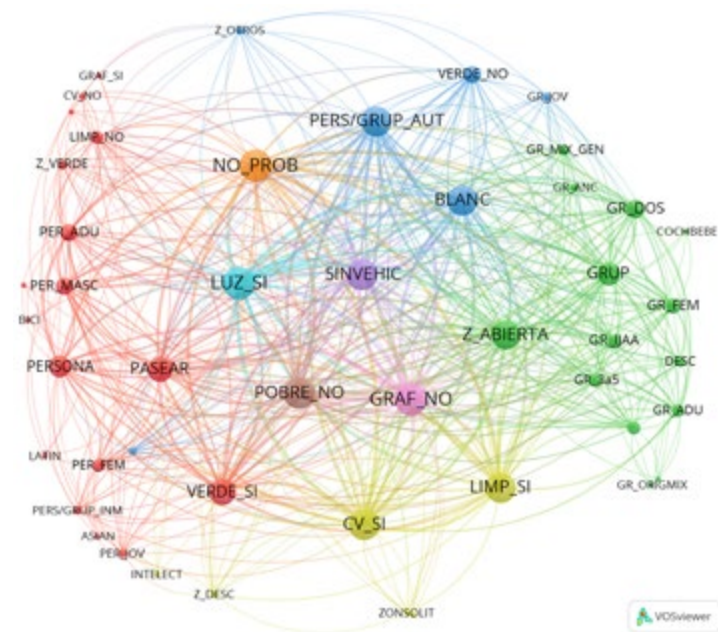 Z_OTROS
GRAF_SI
VERDE_NO
CV_NO
GR_JOV
PERS/GRUP_AUT
LIMP_NO
GR_MIX_GEN
Z_VERDE
NO_PROB
GR_ANC
BLANC
GR_DOS
PER_ADU
COCHBEBE
SINVEHIC
GRUP
LUZ_SI
PER_MASC
GR_FEM
BICI
Z_ABIERTA
GR_IJAA
DESC
PERSONA
PASEAR
GR_3a5
POBRE_NO
GRAF_NO
GR_ADU
LATIN
PER_FEM
GR_ORIGMIX
VERDE_SI
LIMP_SI
PERS/GRUP_INM
CV_SI
ASIAN
PER_JOV
INTELECT
Z_DESC
ZONSOLIT
VOSviewer